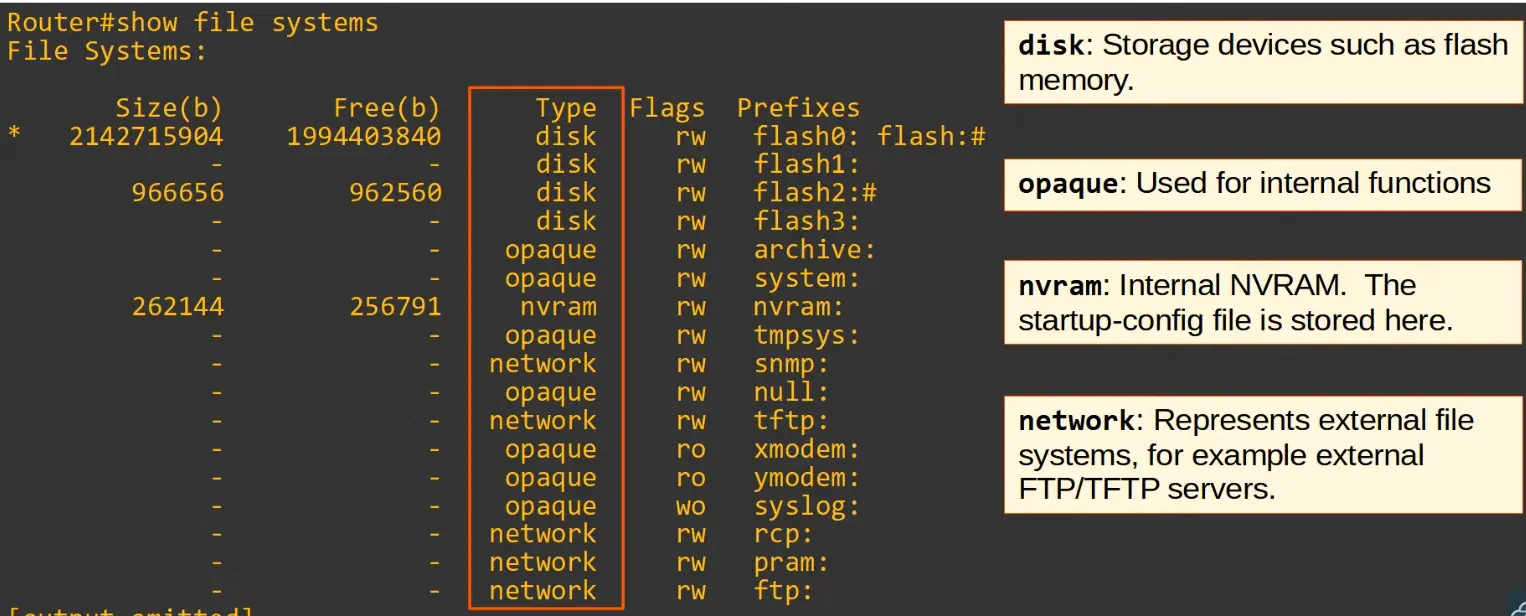 Router#show file systems
File Systems:
Size(b) Free(b) Type Flags Prefixes
* 2142715904 1994403840 disk rw flash0: flash:#
- - disk rw flash1:
966656 962560 disk rw flash2:#
- - disk rw flash3:
- - opaque rw archive:
- - opaque rw system:
262144 256791 nvram rw nvram:
- - opaque rw tmpsys:
- - network rw snmp:
- - opaque rw null:
- - network rw tftp:
- - opaque ro xmodem:
- - opaque ro ymodem:
- - opaque wo syslog:
- - network rw rcp:
- - network rw pram:
- - network rw ftp:
[output omitted]
disk: Storage devices such as flash
memory.
opaque: Used for internal functions
nvram: Internal NVRAM. The
startup-config file is stored here.
network: Represents external file
systems, for example external
FTP/TFTP servers.